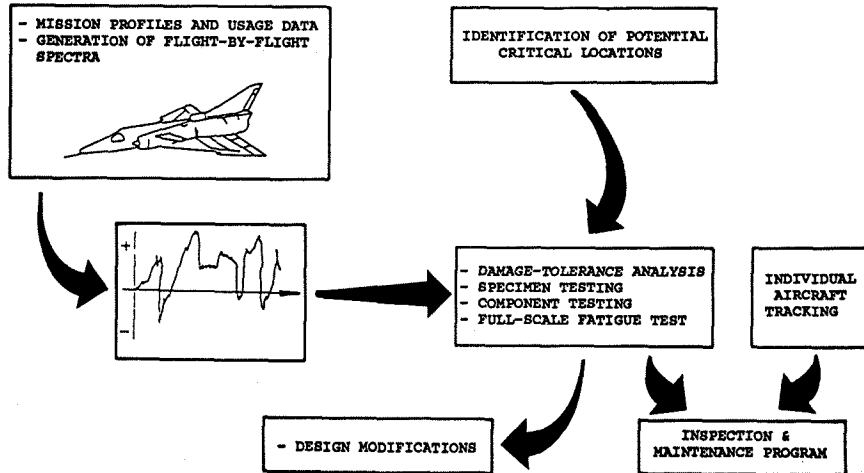 - MISSION PROFILES AND USAGE DATA
- GENERATION OF FLIGHT-BY-FLIGHT
SPECTRA
IDENTIFICATION OF POTENTIAL
CRITICAL LOCATIONS
+
-
- DAMAGE-TOLERANCE ANALYSIS
- SPECIMEN TESTING
- COMPONENT TESTING
- FULL-SCALE FATIGUE TEST
INDIVIDUAL
AIRCRAFT
TRACKING
- DESIGN MODIFICATIONS
INSPECTION &
MAINTENANCE PROGRAM